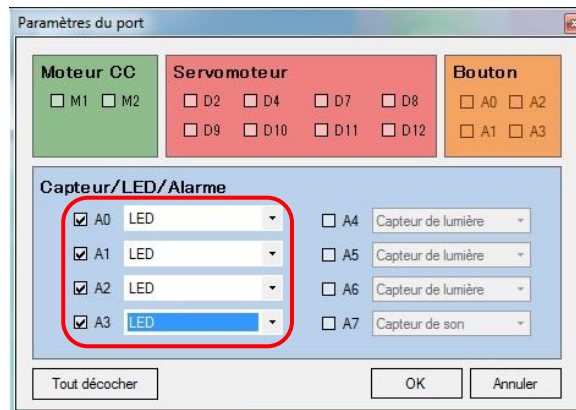 Paramètres du port
Moteur CC
M1 M2
Servomoteur
D2 D4 D7 D8
D9 D10 D11 D12
Bouton
A0 A2
A1 A3
Capteur/LED/Alarme
A0 LED
A1 LED
A2 LED
A3 LED
A4 Capteur de lumière
A5 Capteur de lumière
A6 Capteur de lumière
A7 Capteur de son
Tout décocher OK Annuler